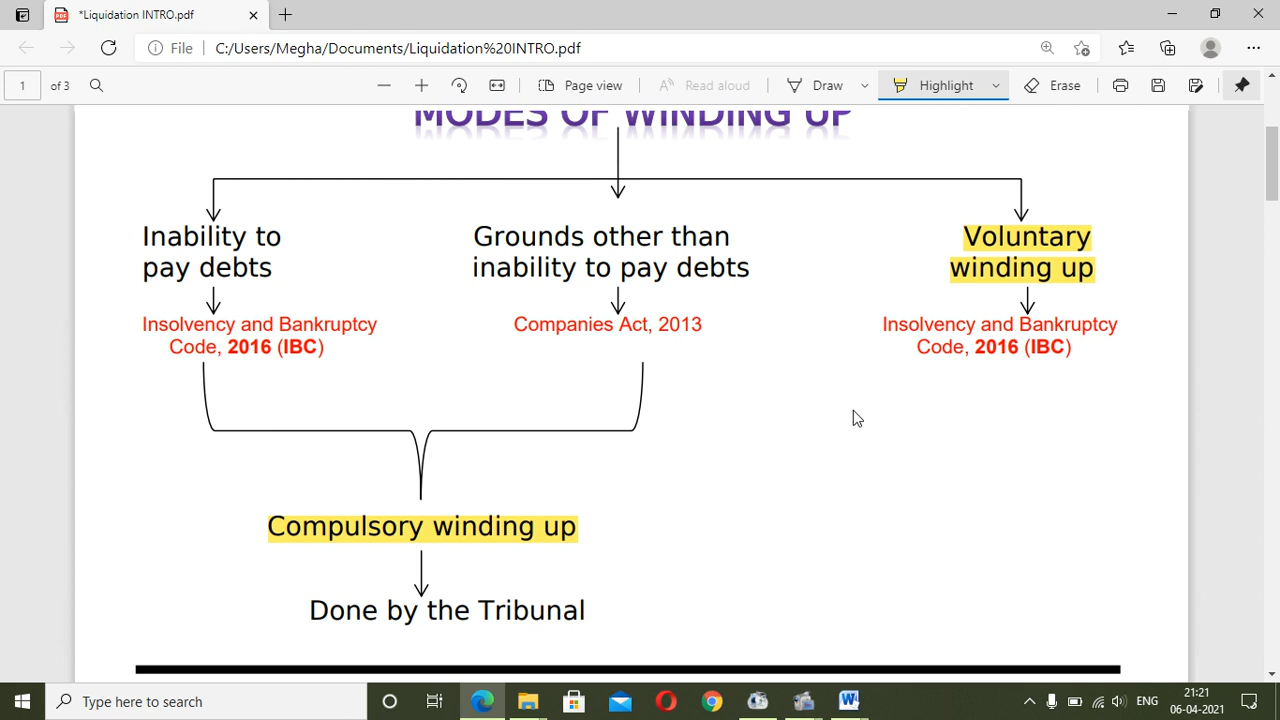 *Liquidation INTRO.pdf
File
C:/Users/Megha/Documents/Liquidation%20INTRO.pdf
1 of 3
Page view
Read aloud
Draw
Highlight
Erase
MODES OF WINDING UP
Inability to
pay debts
Grounds other than
inability to pay debts
Voluntary
winding up
Insolvency and Bankruptcy
Code, 2016 (IBC)
Companies Act, 2013
Insolvency and Bankruptcy
Code, 2016 (IBC)
Compulsory winding up
Done by the Tribunal
Type here to search
ENG
21:21
06-04-2021